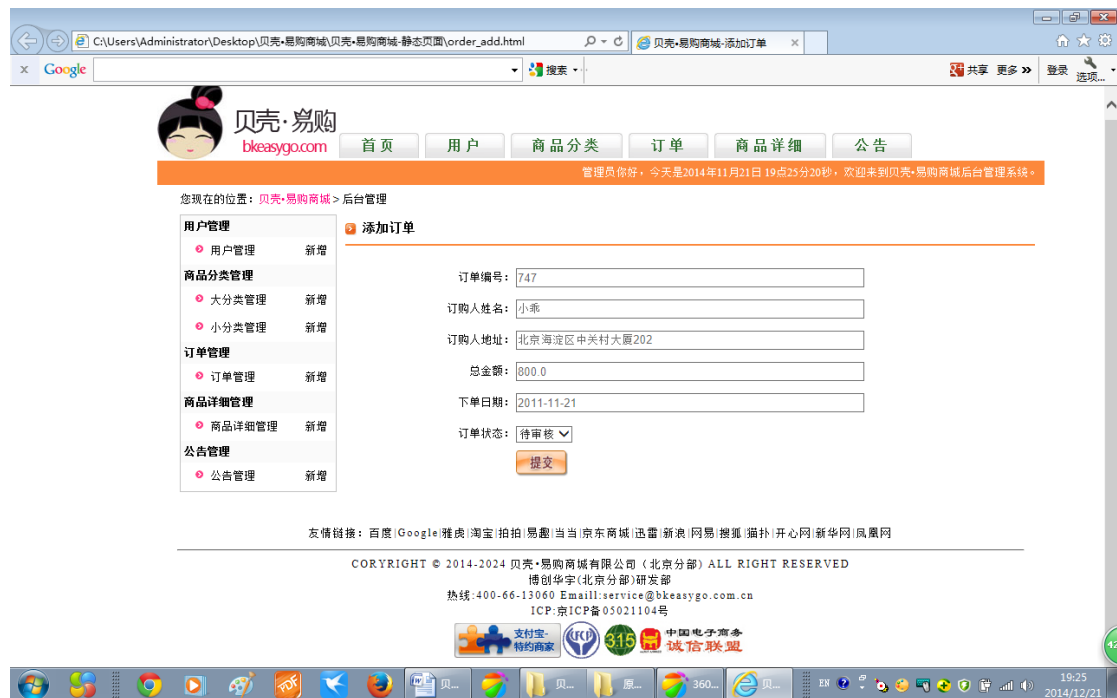 C:\Users\Administrator\Desktop\贝壳•易购商城\贝壳•易购商城-静态页面\order_add.html
贝壳•易购商城-添加订单
x Google 搜索 共享 更多 » 登录 选项...
贝壳·易购
bkeasygo.com
首页 用户 商品分类 订单 商品详细 公告
管理员你好，今天是2014年11月21日19点25分20秒，欢迎来到贝壳•易购商城后台管理系统。
您现在的位置：贝壳•易购商城 > 后台管理
用户管理
用户管理 新增
商品分类管理
大分类管理 新增
小分类管理 新增
订单管理
订单管理 新增
商品详细管理
商品详细管理 新增
公告管理
公告管理 新增
添加订单
订单编号：747
订购人姓名：小乖
订购人地址：北京海淀区中关村大厦202
总金额：800.0
下单日期：2011-11-21
订单状态：待审核
提交
友情链接：百度|Google|雅虎|淘宝|拍拍|易趣|当当|京东商城|迅雷|新浪|网易|搜狐|猫扑|开心网|新华网|凤凰网
CORYRIGHT © 2014-2024 贝壳•易购商城有限公司（北京分部）ALL RIGHT RESERVED
博创华宇(北京分部)研发部
热线:400-66-13060 Emaill:service@bkeasygo.com.cn
ICP:京ICP备05021104号
支付宝-
特约商家
315
中国电子商务
诚信联盟
42
PDF
贝... 贝... 原... 360... 贝...
EN
19:25
2014/12/21